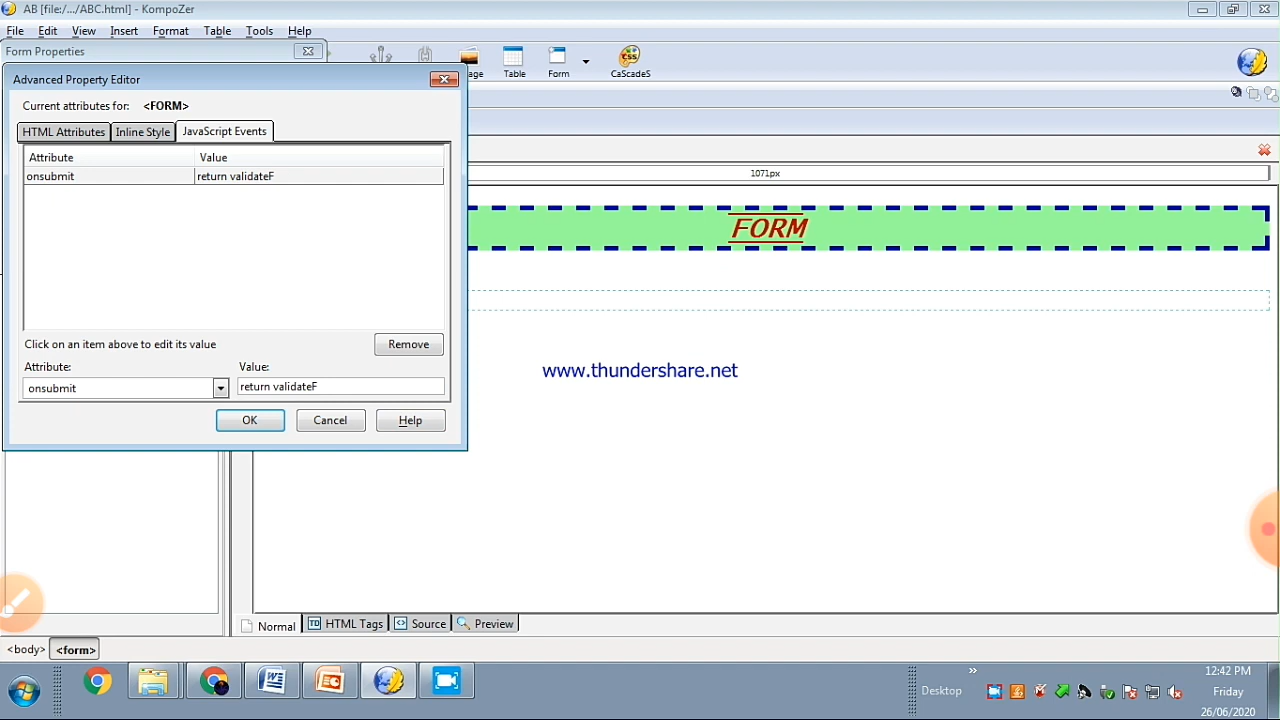 AB [file:/.../ABC.html] - KompoZer
File Edit View Insert Format Table Tools Help
Form Properties
age Table Form CaScadeS
Advanced Property Editor
Current attributes for: <FORM>
HTML Attributes Inline Style JavaScript Events
Attribute Value
onsubmit return validateF
1071px
FORM
www.thundershare.net
Click on an item above to edit its value Remove
Attribute: Value:
onsubmit return validateF
OK Cancel Help
Normal HTML Tags Source Preview
<body> <form>
Desktop
»
12:42 PM
Friday
26/06/2020